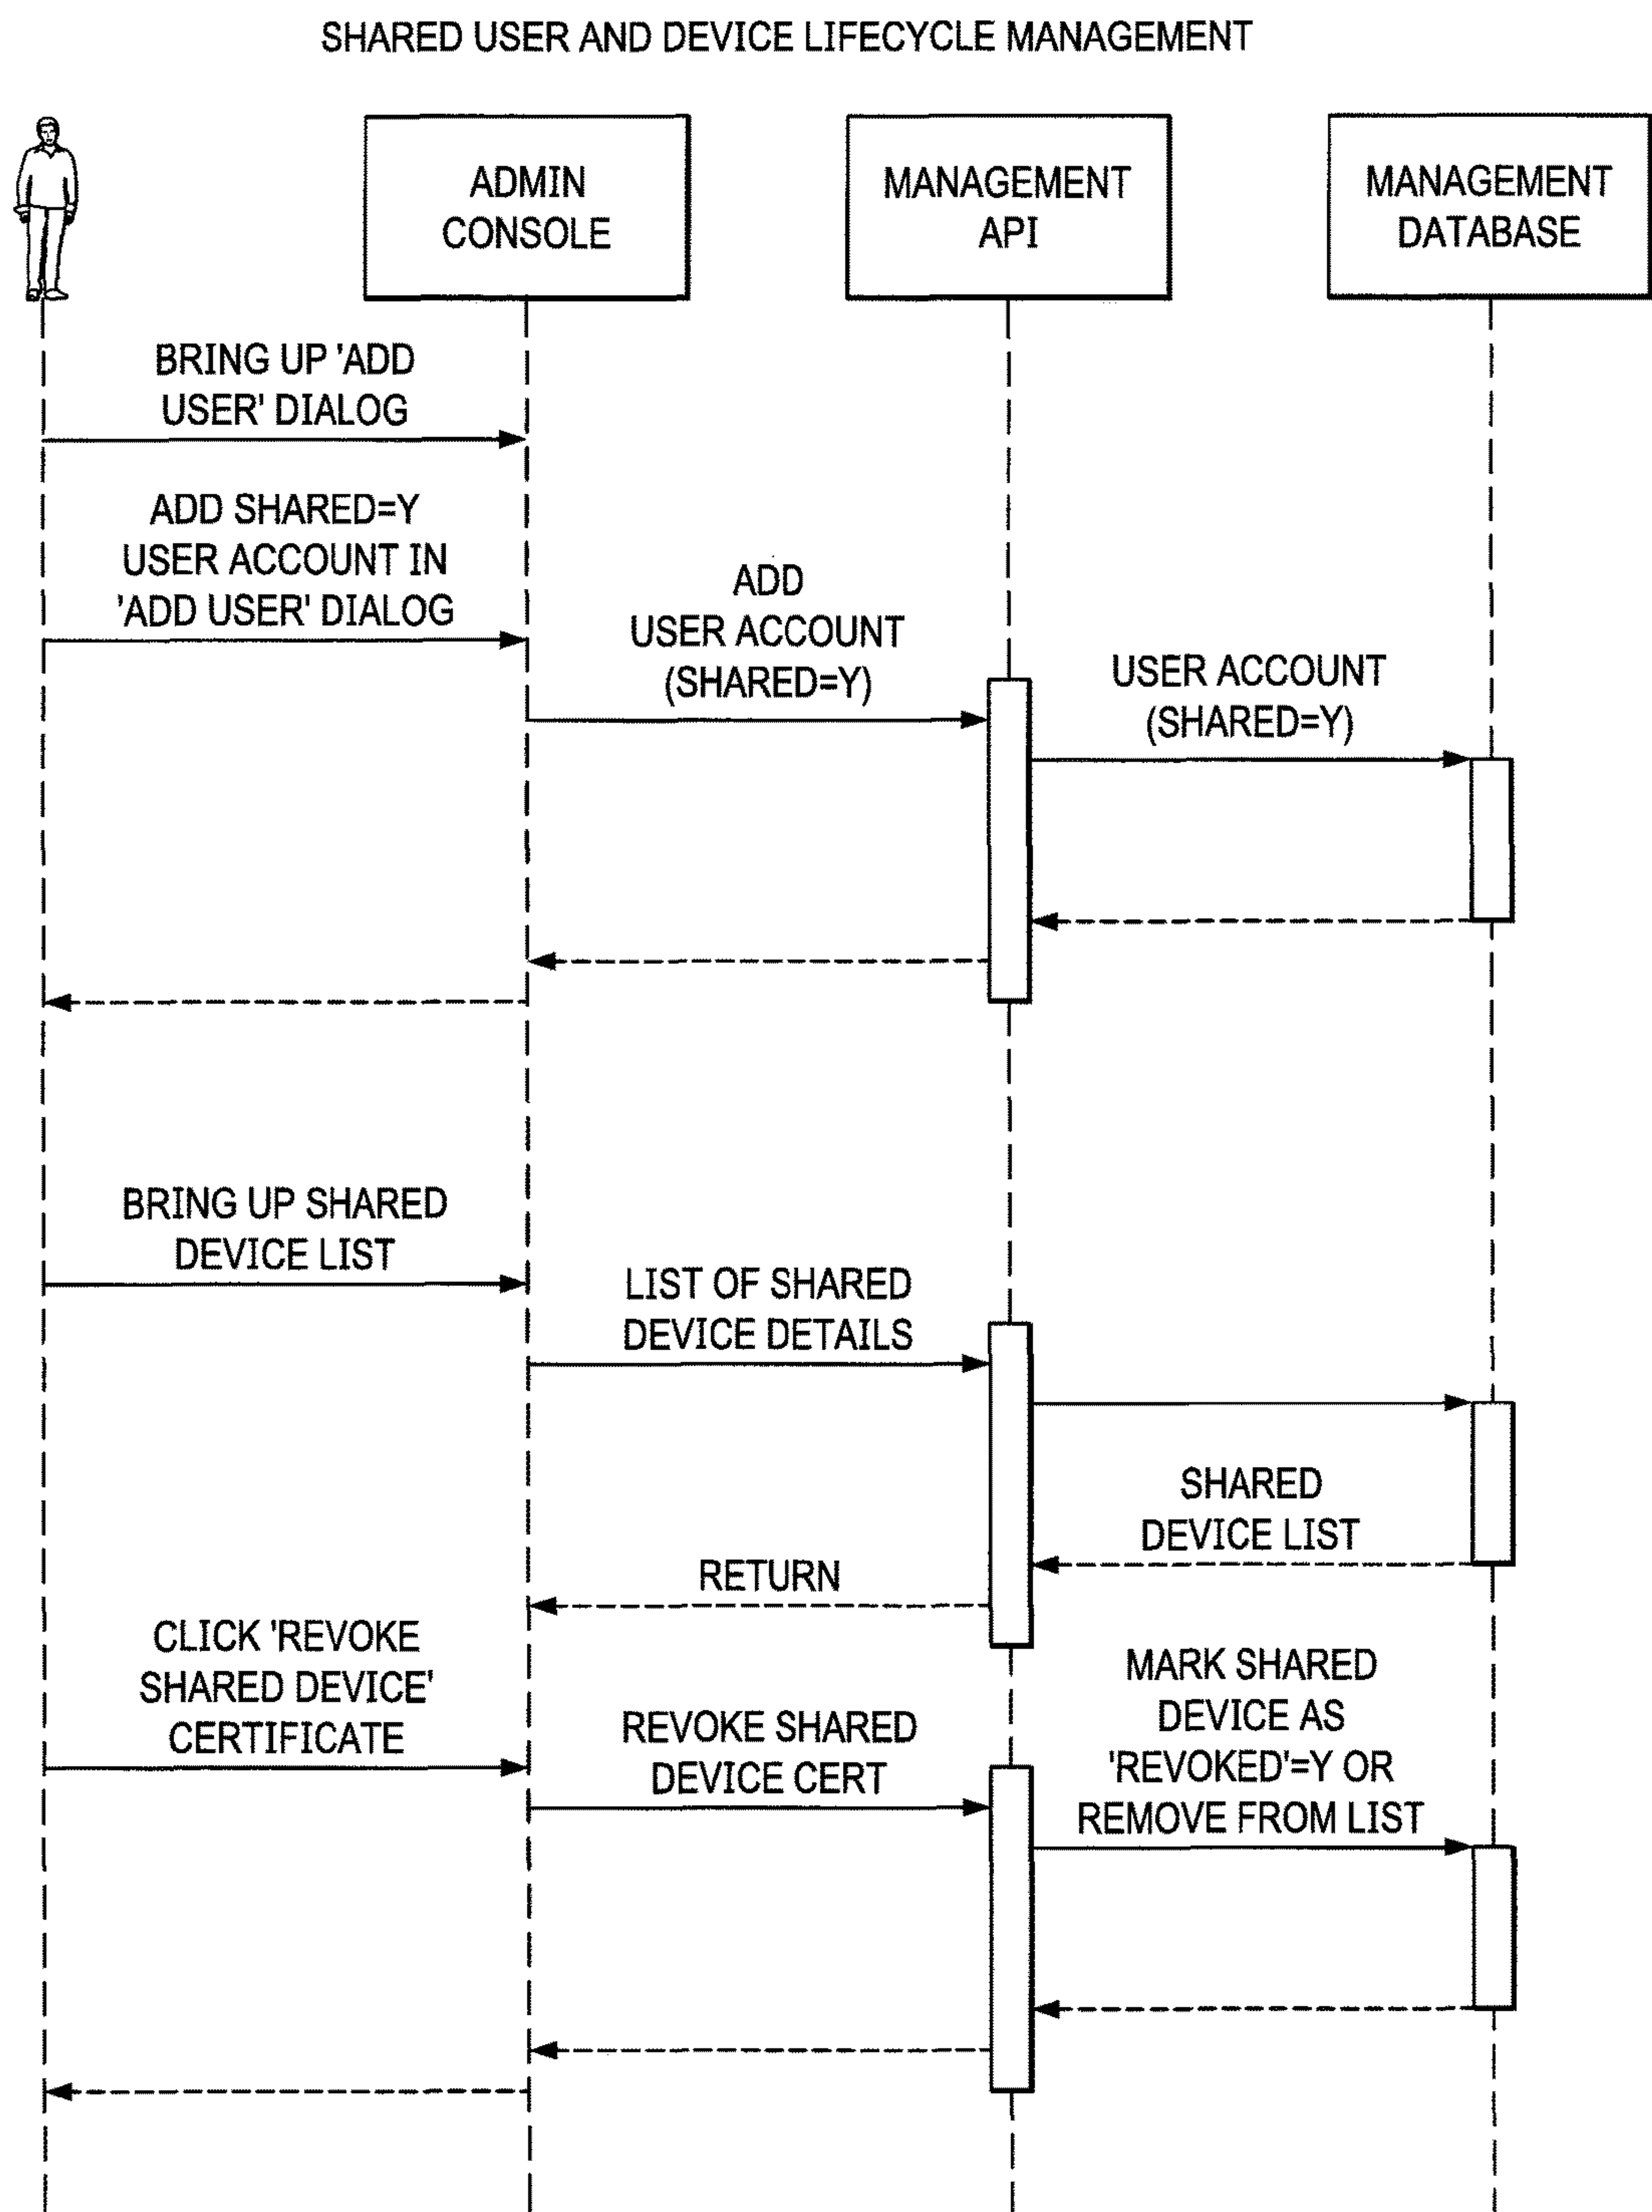 SHARED USER AND DEVICE LIFECYCLE MANAGEMENT
ADMIN
CONSOLE
MANAGEMENT
API
MANAGEMENT
DATABASE
BRING UP 'ADD
USER' DIALOG
ADD SHARED=Y
USER ACCOUNT IN
'ADD USER' DIALOG
ADD
USER ACCOUNT
(SHARED=Y)
USER ACCOUNT
(SHARED=Y)
BRING UP SHARED
DEVICE LIST
LIST OF SHARED
DEVICE DETAILS
SHARED
DEVICE LIST
RETURN
CLICK 'REVOKE
SHARED DEVICE'
CERTIFICATE
REVOKE SHARED
DEVICE CERT
MARK SHARED
DEVICE AS
'REVOKED'=Y OR
REMOVE FROM LIST